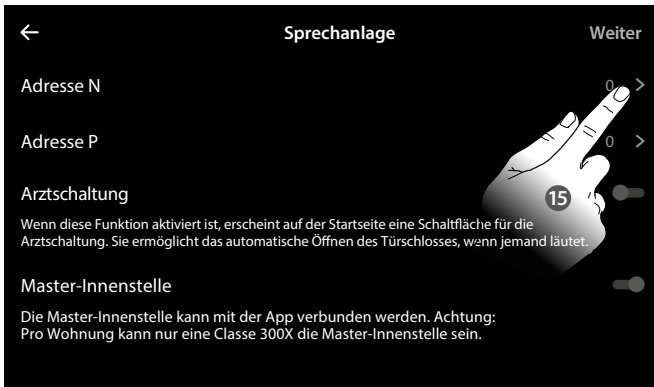 Sprechanlage Weiter
Adresse N 0
Adresse P 0
Arztschaltung 15
Wenn diese Funktion aktiviert ist, erscheint auf der Startseite eine Schaltfläche für die
Arztschaltung. Sie ermöglicht das automatische Öffnen des Türschlosses, wenn jemand läutet.
Master-Innenstelle
Die Master-Innenstelle kann mit der App verbunden werden. Achtung:
Pro Wohnung kann nur eine Classe 300X die Master-Innenstelle sein.